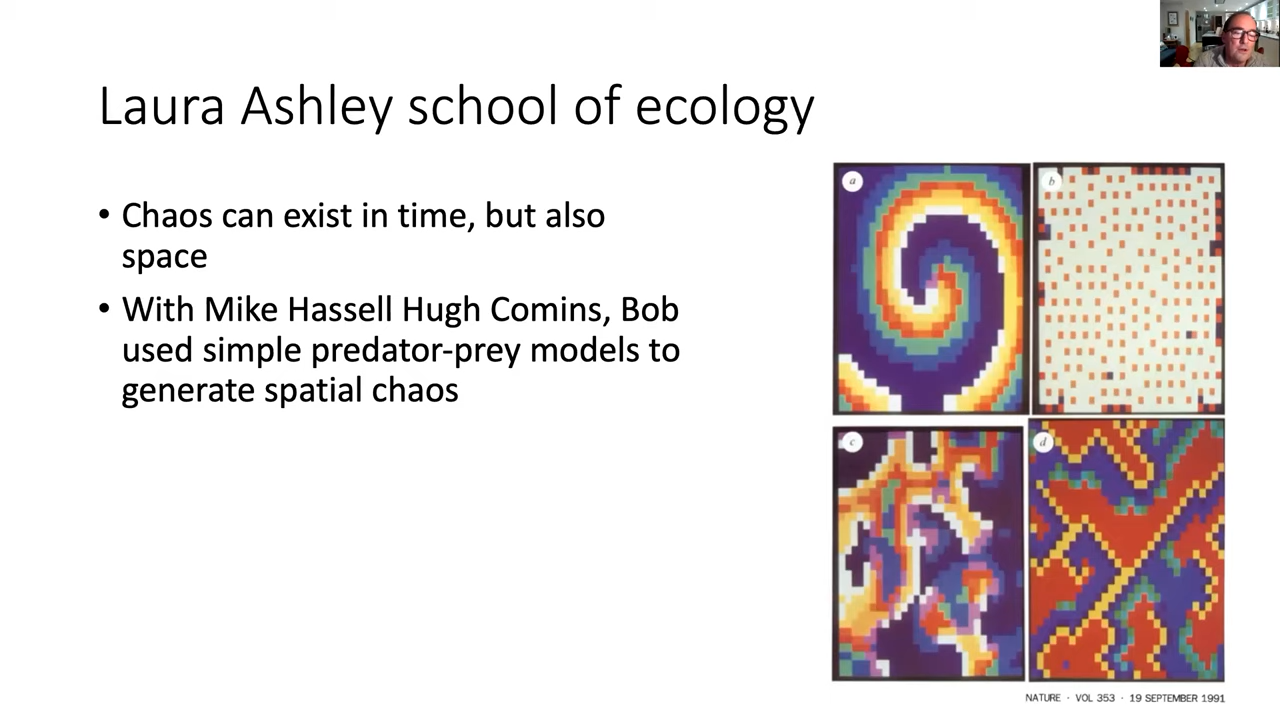 Laura Ashley school of ecology
• Chaos can exist in time, but also
space
• With Mike Hassell Hugh Comins, Bob
used simple predator-prey models to
generate spatial chaos
a
b
c
d
NATURE · VOL 353 · 19 SEPTEMBER 1991